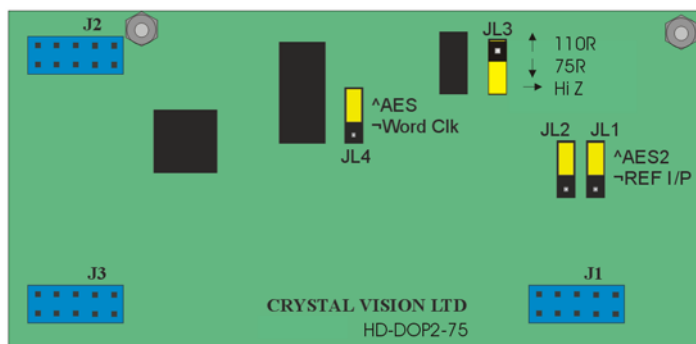 J2
JL3
110R
75R
Hi Z
^AES
¬Word Clk
JL4
JL2 JL1
^AES2
¬REF I/P
J3
J1
CRYSTAL VISION LTD
HD-DOP2-75